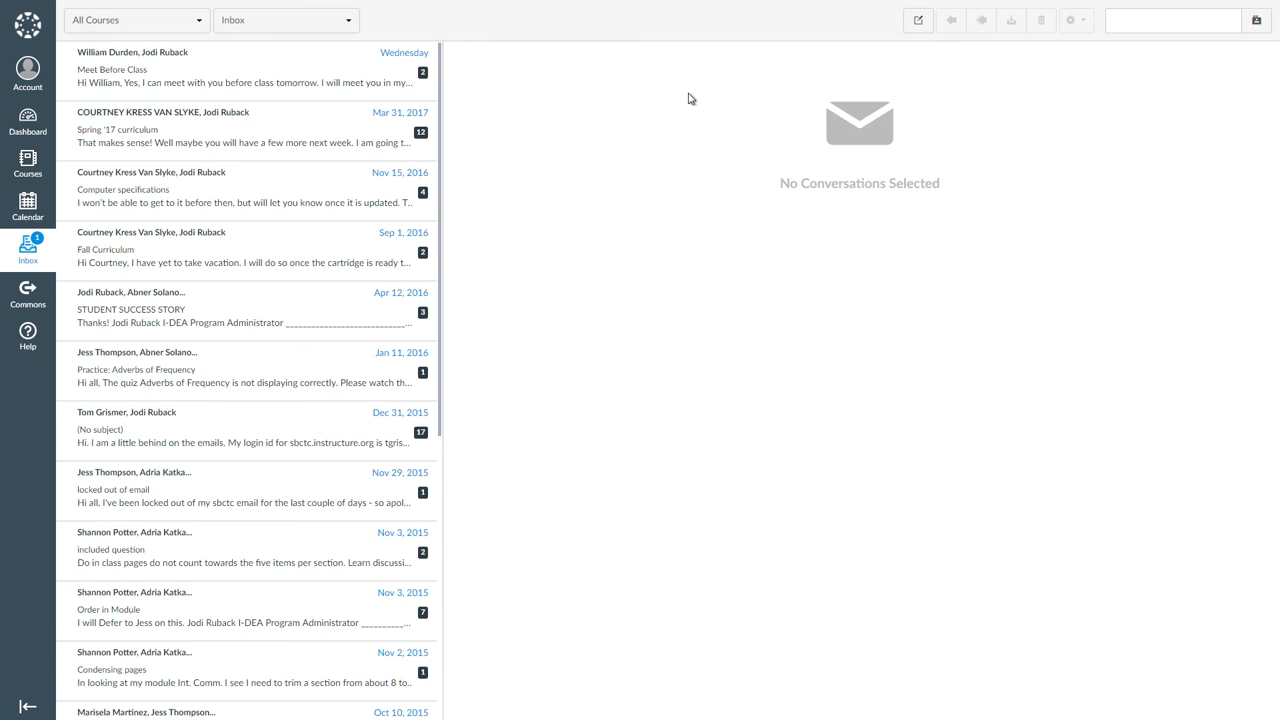 All Courses
Inbox
Account
Dashboard
Courses
Calendar
1
Inbox
Commons
Help
William Durden, Jodi Ruback
Wednesday
Meet Before Class
2
Hi William, Yes, I can meet with you before class tomorrow. I will meet you in my...
COURTNEY KRESS VAN SLYKE, Jodi Ruback
Mar 31, 2017
Spring '17 curriculum
12
That makes sense! Well maybe you will have a few more next week. I am going t...
Courtney Kress Van Slyke, Jodi Ruback
Nov 15, 2016
Computer specifications
4
I won't be able to get to it before then, but will let you know once it is updated. T..
Courtney Kress Van Slyke, Jodi Ruback
Sep 1, 2016
Fall Curriculum
2
Hi Courtney, I have yet to take vacation. I will do so once the cartridge is ready t...
Jodi Ruback, Abner Solano...
Apr 12, 2016
STUDENT SUCCESS STORY
3
Thanks! Jodi Ruback I-DEA Program Administrator ___________________________...
Jess Thompson, Abner Solano...
Jan 11, 2016
Practice: Adverbs of Frequency
1
Hi all, The quiz Adverbs of Frequency is not displaying correctly. Please watch th...
Tom Grismer, Jodi Ruback
Dec 31, 2015
(No subject)
17
Hi. I am a little behind on the emails. My login id for sbctc.instructure.org is tgris...
Jess Thompson, Adria Katka...
Nov 29, 2015
locked out of email
1
Hi all, I've been locked out of my sbctc email for the last couple of days - so apol...
Shannon Potter, Adria Katka...
Nov 3, 2015
included question
2
Do in class pages do not count towards the five items per section. Learn discussi...
Shannon Potter, Adria Katka...
Nov 3, 2015
Order in Module
7
I will Defer to Jess on this. Jodi Ruback I-DEA Program Administrator _________...
Shannon Potter, Adria Katka...
Nov 2, 2015
Condensing pages
1
In looking at my module Int. Comm. I see I need to trim a section from about 8 to..
Marisela Martinez, Jess Thompson...
Oct 10, 2015
No Conversations Selected